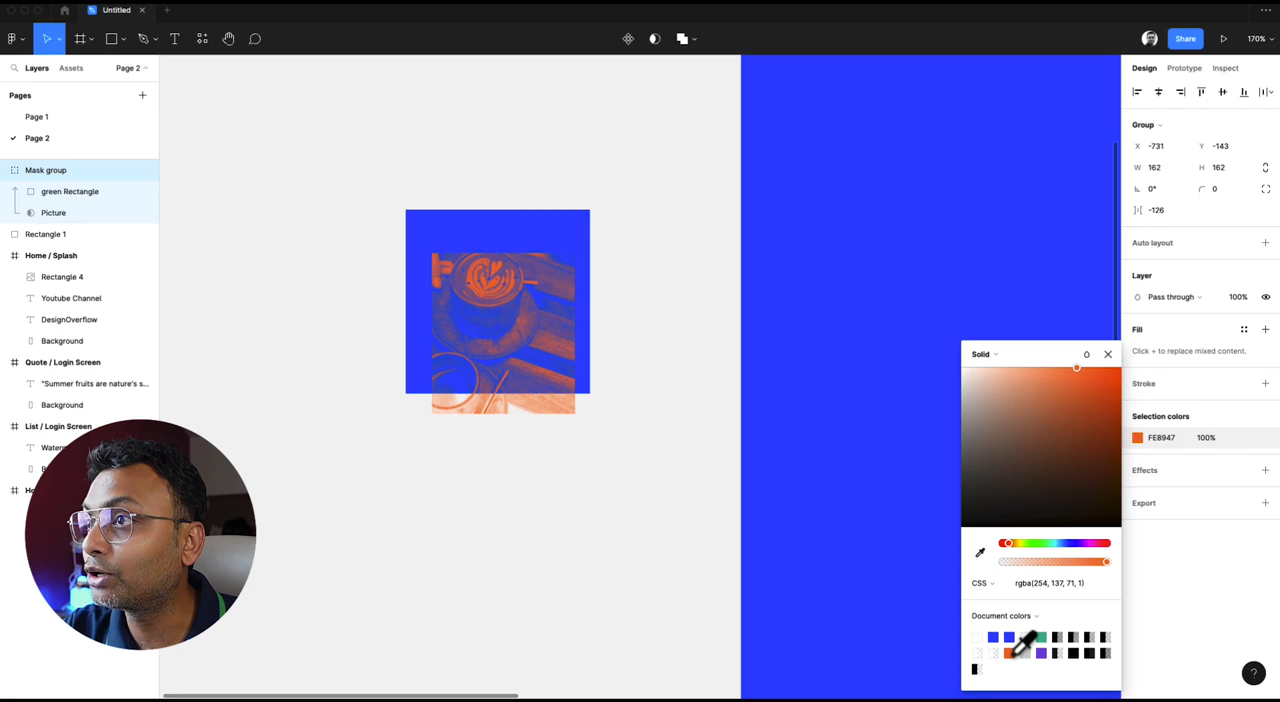 Untitled
Share
170%
Layers
Assets
Page 2
Design
Prototype
Inspect
Pages
Page 1
Page 2
Mask group
green Rectangle
Picture
Rectangle 1
Home / Splash
Rectangle 4
Youtube Channel
DesignOverflow
Background
Quote / Login Screen
"Summer fruits are nature's s...
Background
List / Login Screen
Group
X -731
Y -143
W 162
H 162
0°
0
-126
Auto layout
Layer
Pass through
100%
Fill
Click + to replace mixed content.
Stroke
Selection colors
FE8947
100%
Effects
Export
Solid
CSS
rgba(254, 137, 71, 1)
Document colors
?